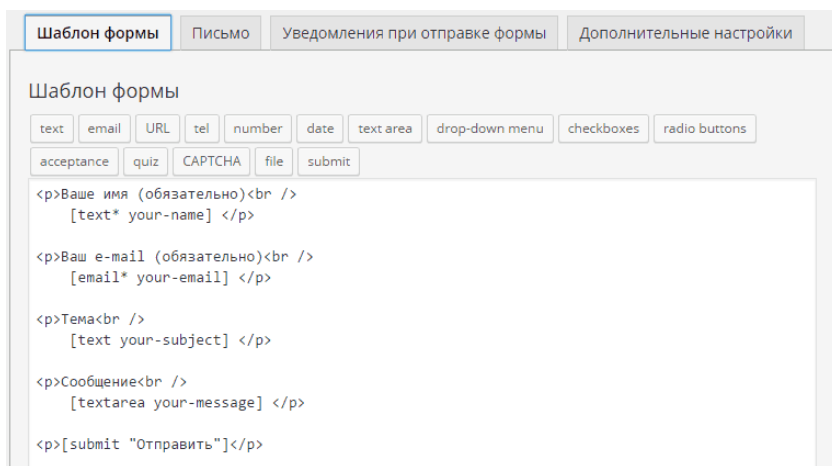 Шаблон формы Письмо Уведомления при отправке формы Дополнительные настройки
Шаблон формы
text email URL tel number date text area drop-down menu checkboxes radio buttons
acceptance quiz CAPTCHA file submit
<p>Ваше имя (обязательно)<br />
    [text* your-name] </p>
<p>Ваш e-mail (обязательно)<br />
    [email* your-email] </p>
<p>Тема<br />
    [text your-subject] </p>
<p>Сообщение<br />
    [textarea your-message] </p>
<p>[submit "Отправить"]</p>